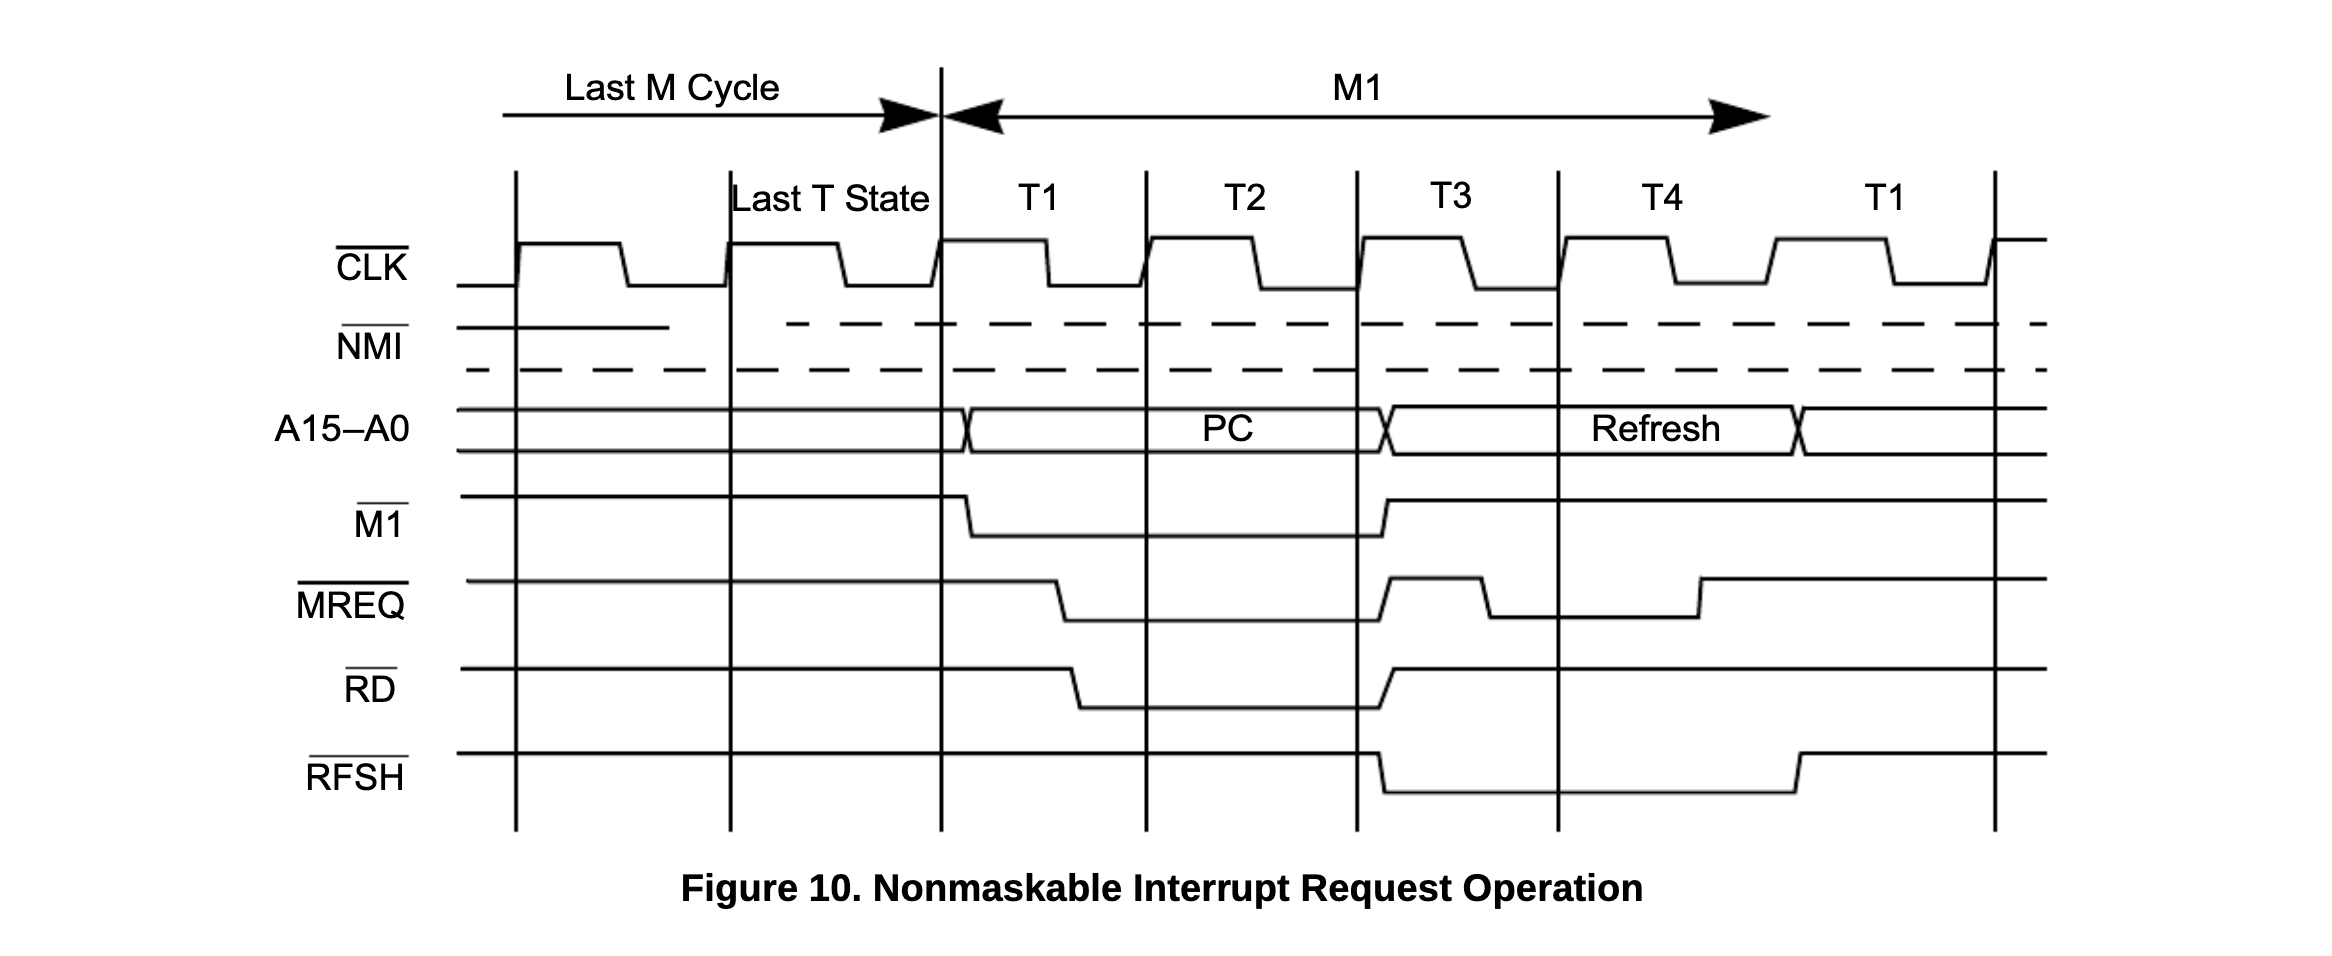 Last M Cycle M1
Last T State T1 T2 T3 T4 T1
CLK
NMI
A15–A0 PC Refresh
M1
MREQ
RD
RFSH
Figure 10. Nonmaskable Interrupt Request Operation